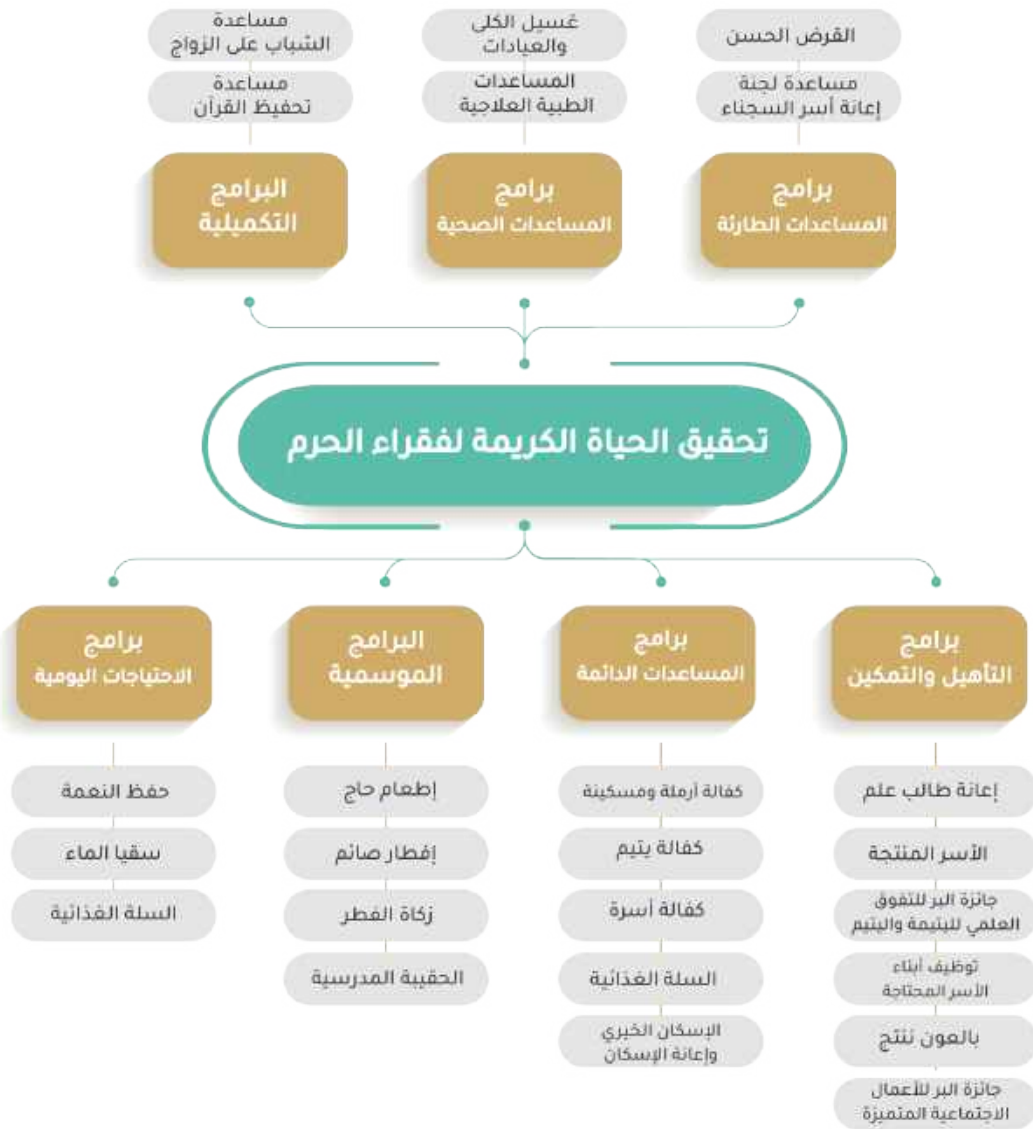 القرض الحسن
مساعدة لجنة
إعانة أسر السجناء
برامج
المساعدات الطارئة
غسيل الكلى
والعيادات
المساعدات
الطبية العلاجية
برامج
المساعدات الصحية
مساعدة
الشباب على الزواج
مساعدة
تحفيظ القرآن
البرامج
التكميلية
تحقيق الحياة الكريمة لفقراء الحرم
برامج
التأهيل والتمكين
إعانة طالب علم
الأسر المنتجة
جائزة البر للتفوق
العلمي لليتيمة واليتيم
توظيف أبناء
الأسر المحتاجة
بالعون ننتج
جائزة البر للأعمال
الاجتماعية المتميزة
برامج
المساعدات الدائمة
كفالة أرملة ومسكينة
كفالة يتيم
كفالة أسرة
السلة الغذائية
الإسكان الخيري
وإعانة الإسكان
البرامج
الموسمية
إطعام حاج
إفطار صائم
زكاة الفطر
الحقيبة المدرسية
برامج
الاحتياجات اليومية
حفظ النعمة
سقيا الماء
السلة الغذائية